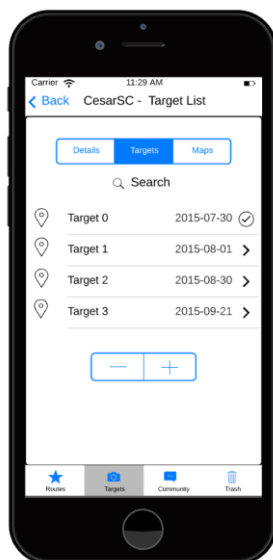 Carrier 11:29 AM
Back CesarSC - Target List
Details Targets Maps
Search
Target 0 2015-07-30
Target 1 2015-08-01
Target 2 2015-08-30
Target 3 2015-09-21
Routes Targets Community Trash